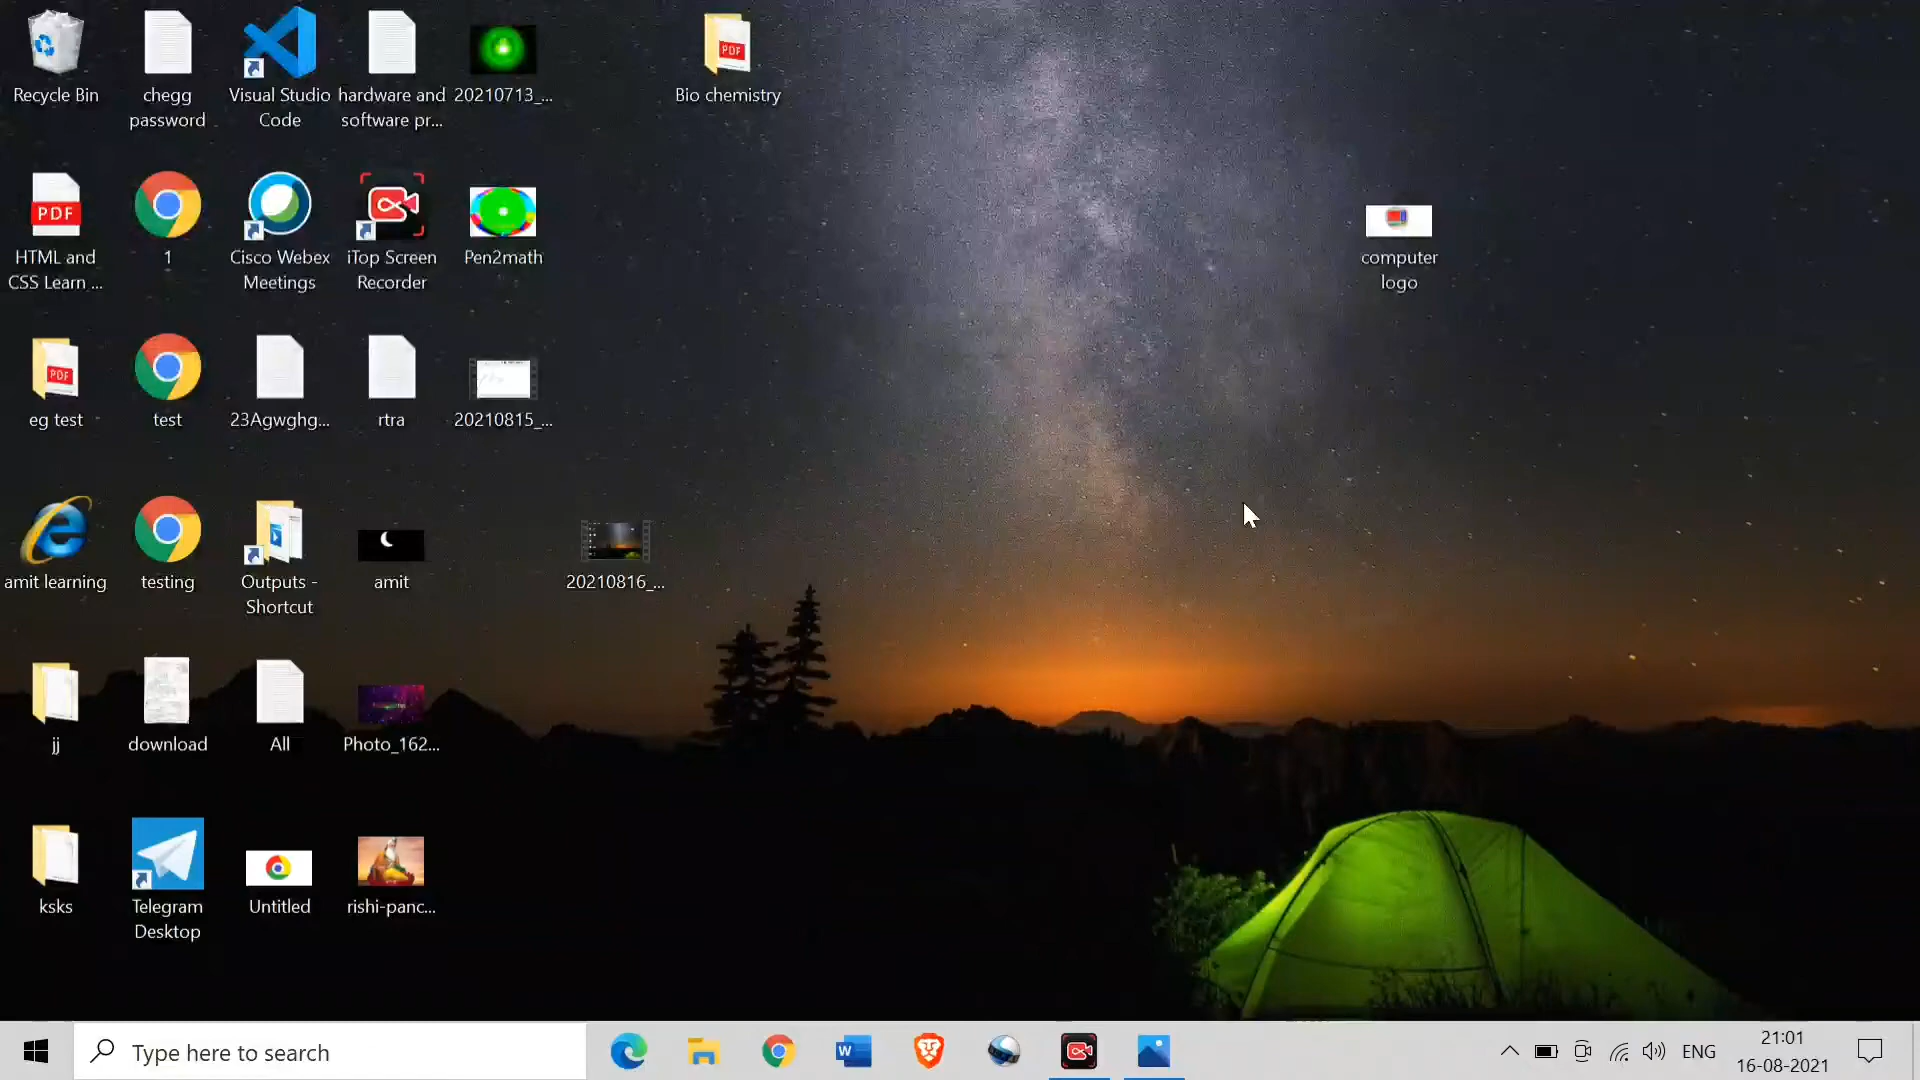 Recycle Bin
chegg
password
Visual Studio
Code
hardware and
software pr...
20210713_...
Bio chemistry
PDF
PDF
HTML and
CSS Learn ...
1
Cisco Webex
Meetings
iTop Screen
Recorder
Pen2math
computer
logo
PDF
eg test
test
23Agwghg...
rtra
20210815_...
amit learning
testing
Outputs -
Shortcut
amit
20210816_...
jj
download
All
Photo_162...
ksks
Telegram
Desktop
Untitled
rishi-panc...
Type here to search
W
ENG
21:01
16-08-2021